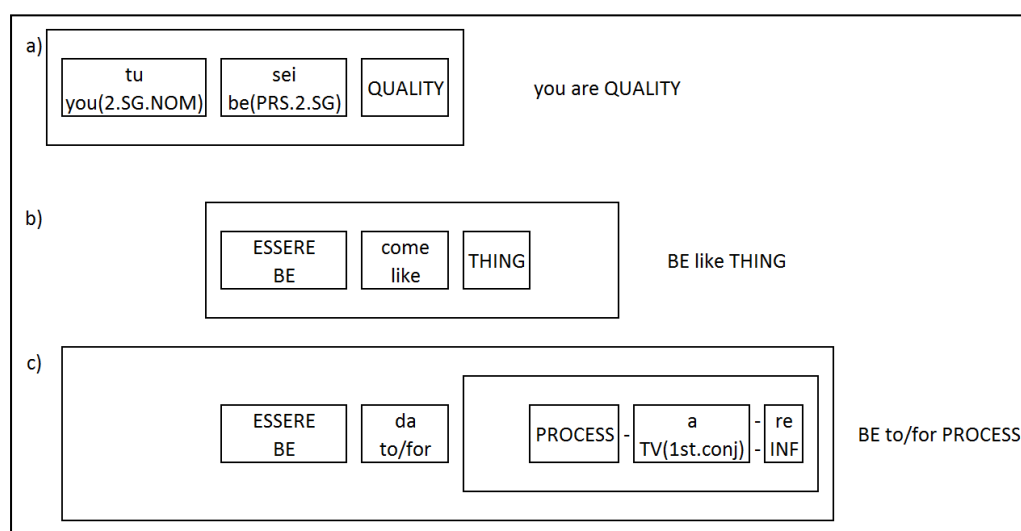 a)
tu
you(2.SG.NOM)
sei
be(PRS.2.SG)
QUALITY
you are QUALITY
b)
ESSERE
BE
come
like
THING
BE like THING
c)
ESSERE
BE
da
to/for
PROCESS
-
a
TV(1st.conj)
-
-
re
INF
BE to/for PROCESS